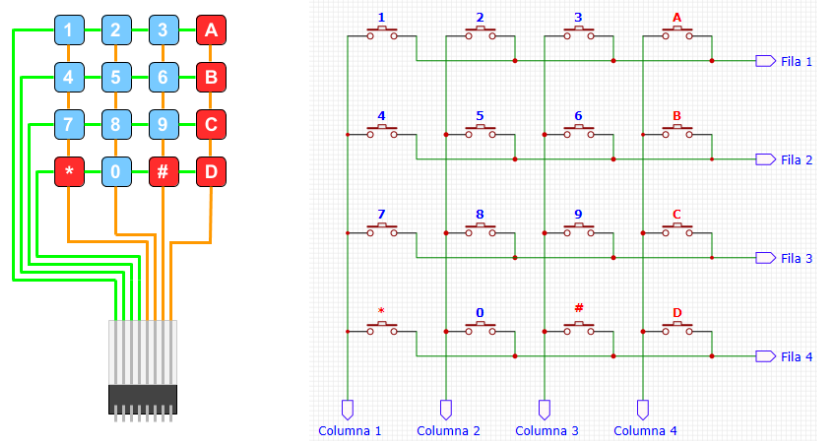 1 2 3 A
4 5 6 B
7 8 9 C
* 0 # D
1 2 3 A
Fila 1
4 5 6 B
Fila 2
7 8 9 C
Fila 3
* 0 # D
Fila 4
Columna 1 Columna 2 Columna 3 Columna 4